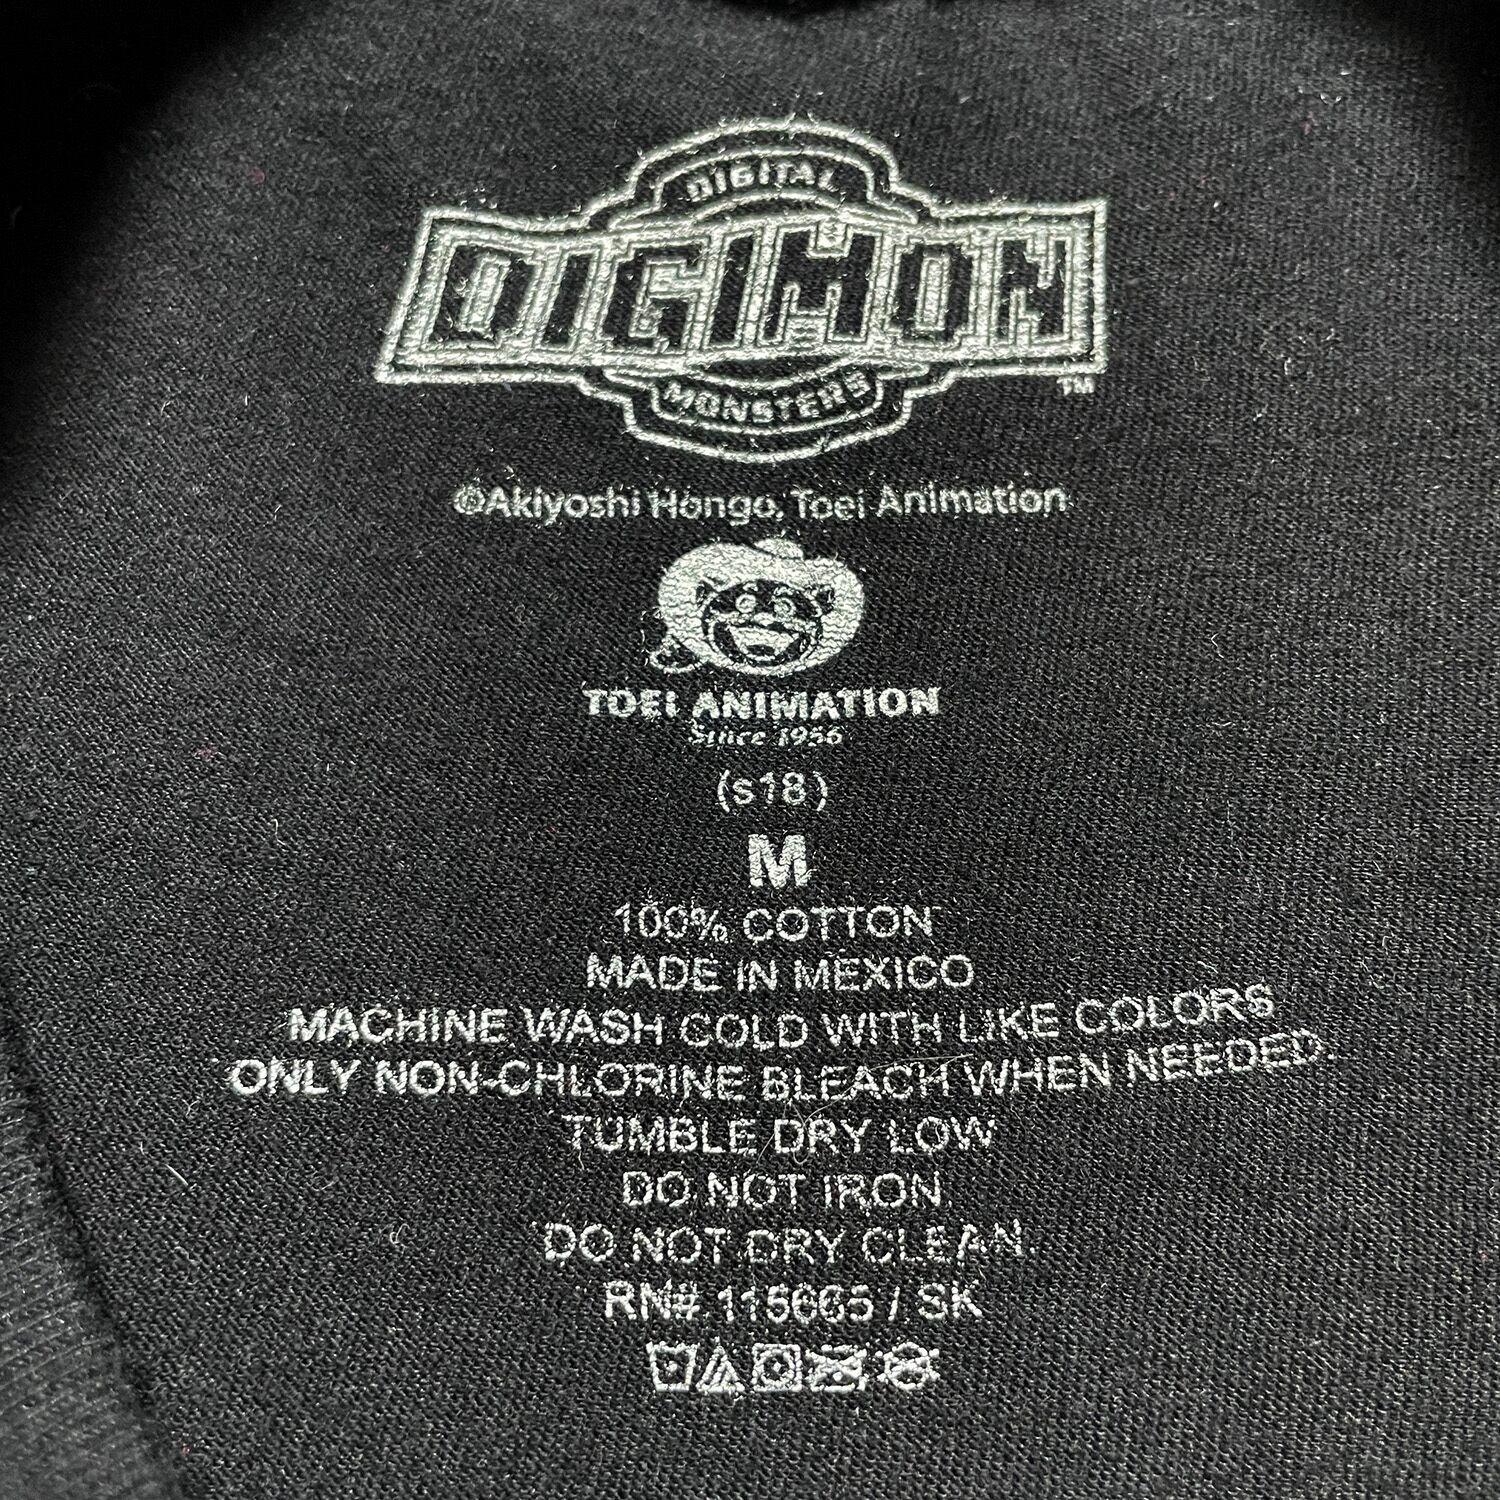 DIGITAL
DIGIMON
MONSTERS
TM
©Akiyoshi Hongo, Toei Animation
TOEI ANIMATION
Since 1956
(s18)
M
100% COTTON
MADE IN MEXICO
MACHINE WASH COLD WITH LIKE COLORS
ONLY NON-CHLORINE BLEACH WHEN NEEDED.
TUMBLE DRY LOW
DO NOT IRON
DO NOT DRY CLEAN.
RN# 115665 / SK